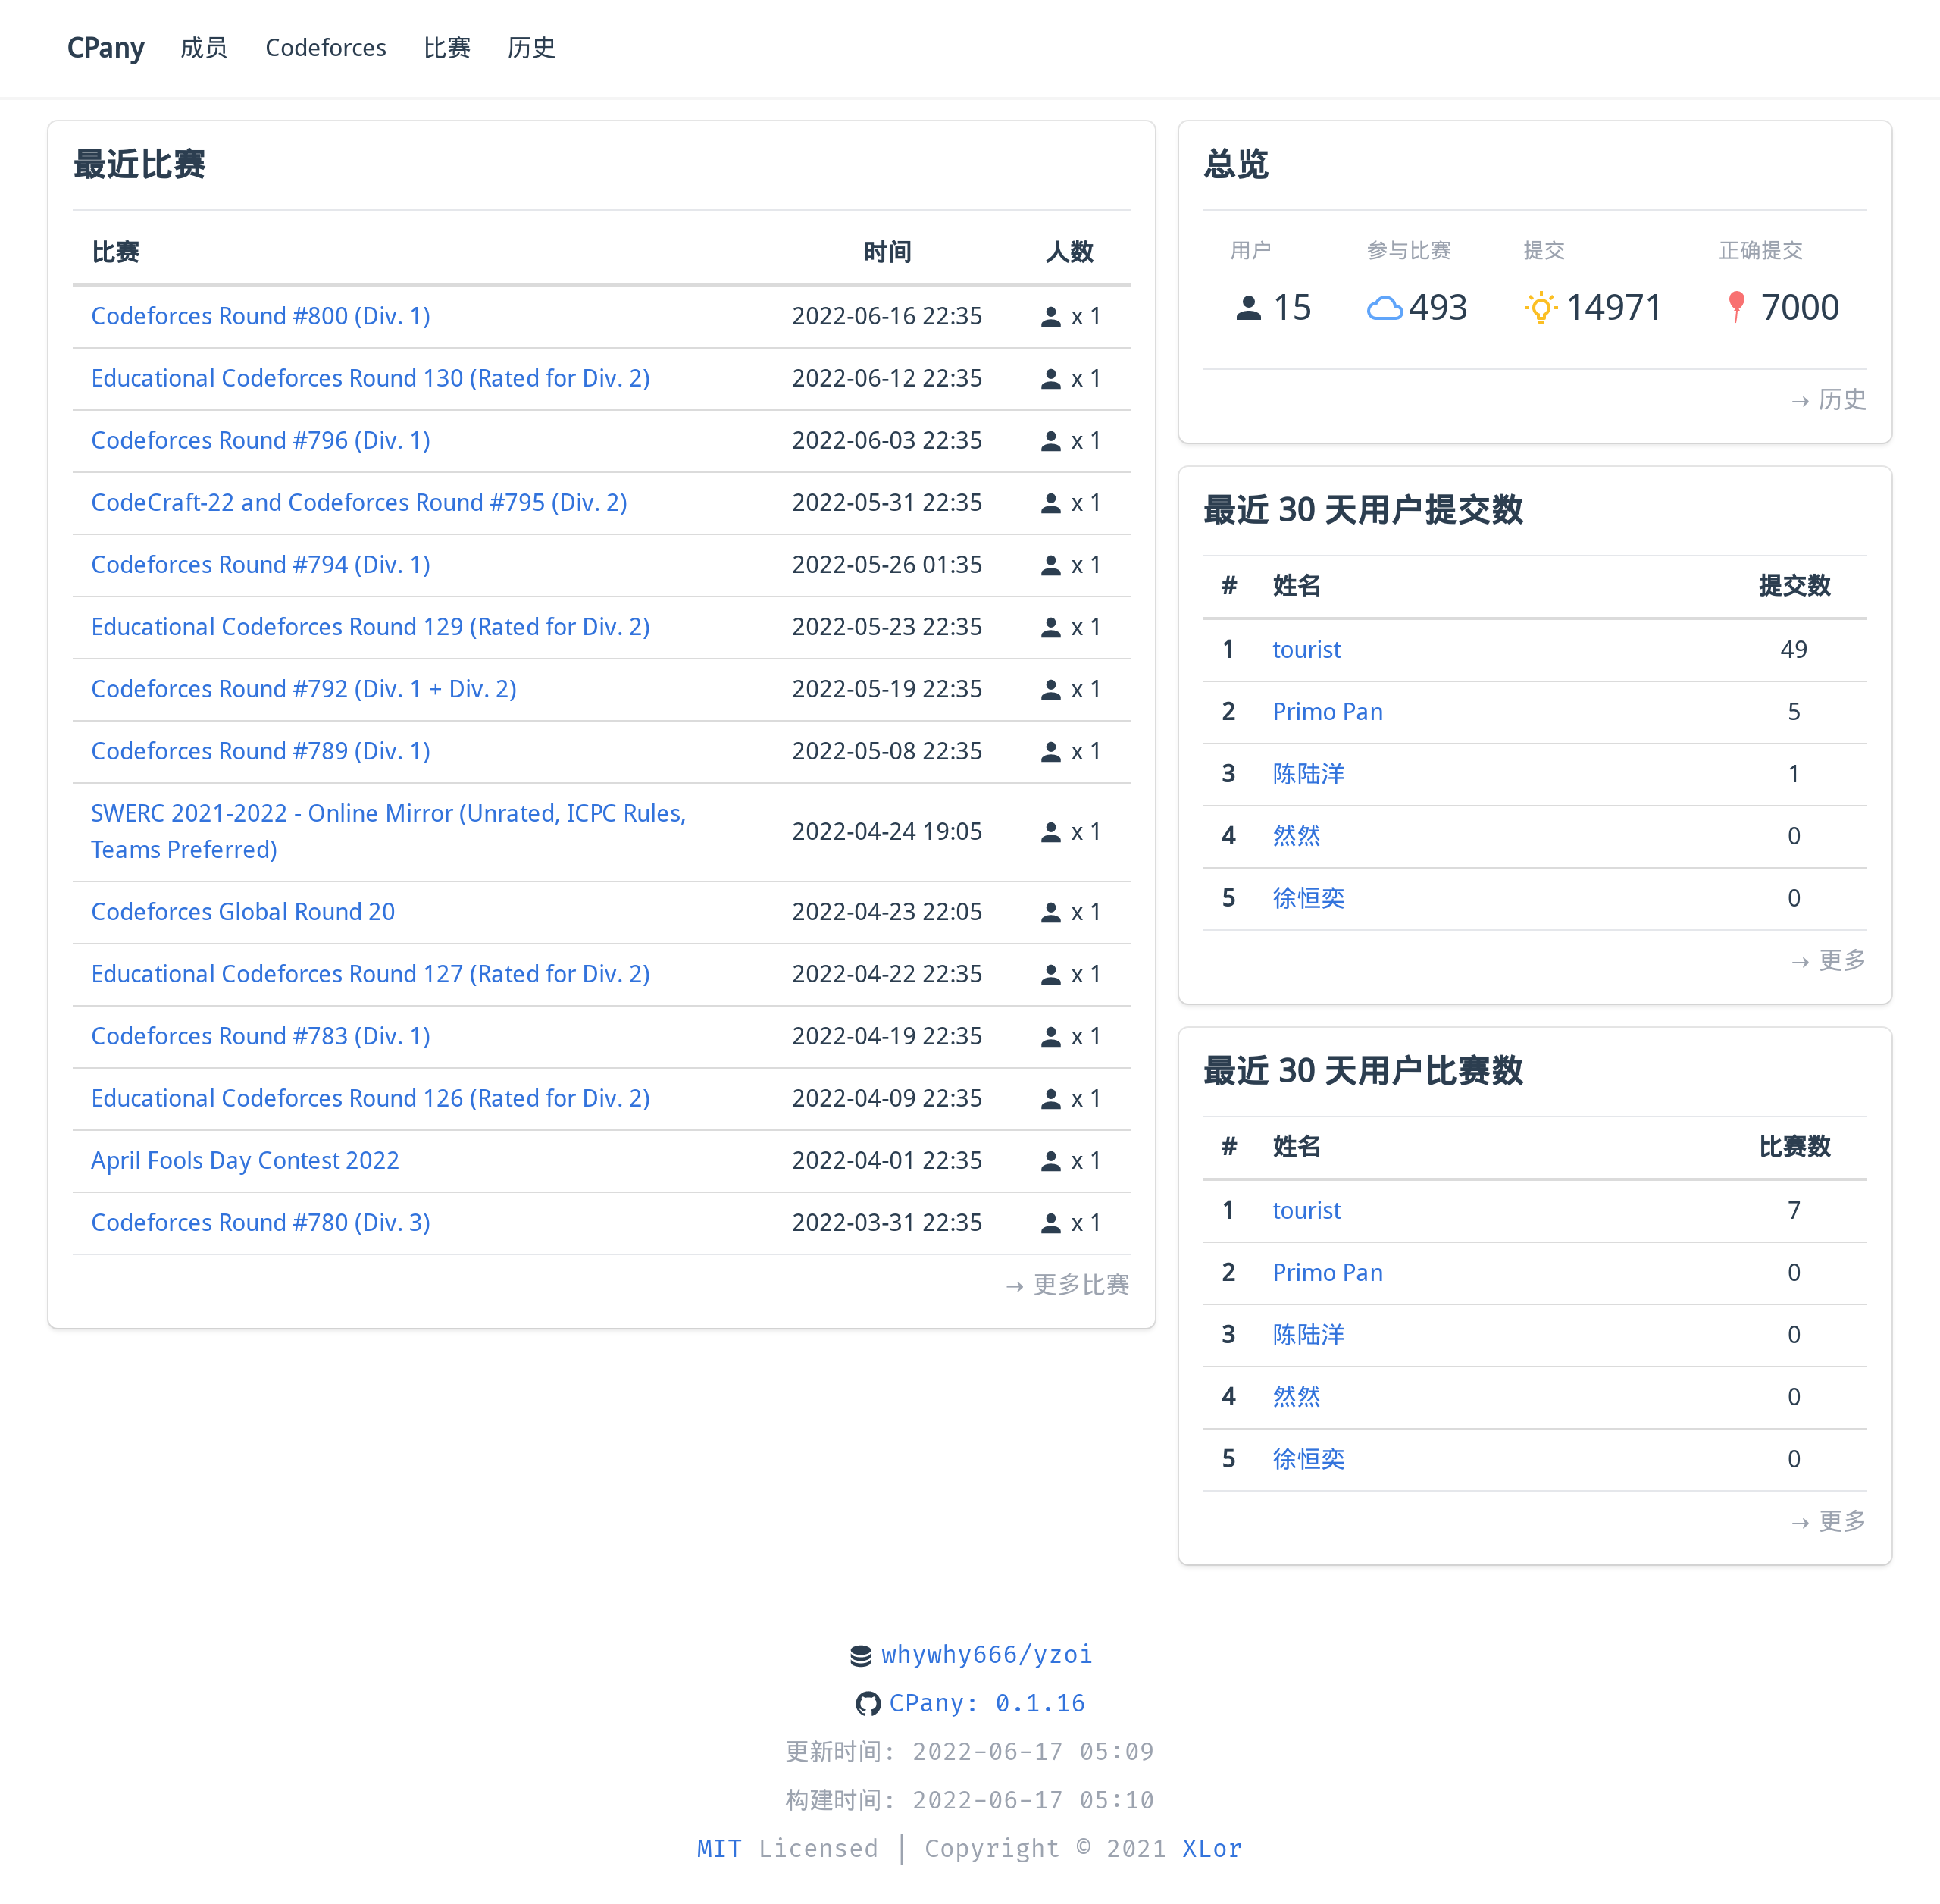 CPany 成员 Codeforces 比赛 历史
最近比赛
比赛 时间 人数
Codeforces Round #800 (Div. 1) 2022-06-16 22:35 x 1
Educational Codeforces Round 130 (Rated for Div. 2) 2022-06-12 22:35 x 1
Codeforces Round #796 (Div. 1) 2022-06-03 22:35 x 1
CodeCraft-22 and Codeforces Round #795 (Div. 2) 2022-05-31 22:35 x 1
Codeforces Round #794 (Div. 1) 2022-05-26 01:35 x 1
Educational Codeforces Round 129 (Rated for Div. 2) 2022-05-23 22:35 x 1
Codeforces Round #792 (Div. 1 + Div. 2) 2022-05-19 22:35 x 1
Codeforces Round #789 (Div. 1) 2022-05-08 22:35 x 1
SWERC 2021-2022 - Online Mirror (Unrated, ICPC Rules,
Teams Preferred) 2022-04-24 19:05 x 1
Codeforces Global Round 20 2022-04-23 22:05 x 1
Educational Codeforces Round 127 (Rated for Div. 2) 2022-04-22 22:35 x 1
Codeforces Round #783 (Div. 1) 2022-04-19 22:35 x 1
Educational Codeforces Round 126 (Rated for Div. 2) 2022-04-09 22:35 x 1
April Fools Day Contest 2022 2022-04-01 22:35 x 1
Codeforces Round #780 (Div. 3) 2022-03-31 22:35 x 1
→ 更多比赛
总览
用户 参与比赛 提交 正确提交
15 493 14971 7000
→ 历史
最近 30 天用户提交数
# 姓名 提交数
1 tourist 49
2 Primo Pan 5
3 陈陆洋 1
4 然然 0
5 徐恒奕 0
→ 更多
最近 30 天用户比赛数
# 姓名 比赛数
1 tourist 7
2 Primo Pan 0
3 陈陆洋 0
4 然然 0
5 徐恒奕 0
→ 更多
whywhy666/yzoi
CPany: 0.1.16
更新时间: 2022-06-17 05:09
构建时间: 2022-06-17 05:10
MIT Licensed | Copyright © 2021 XLor